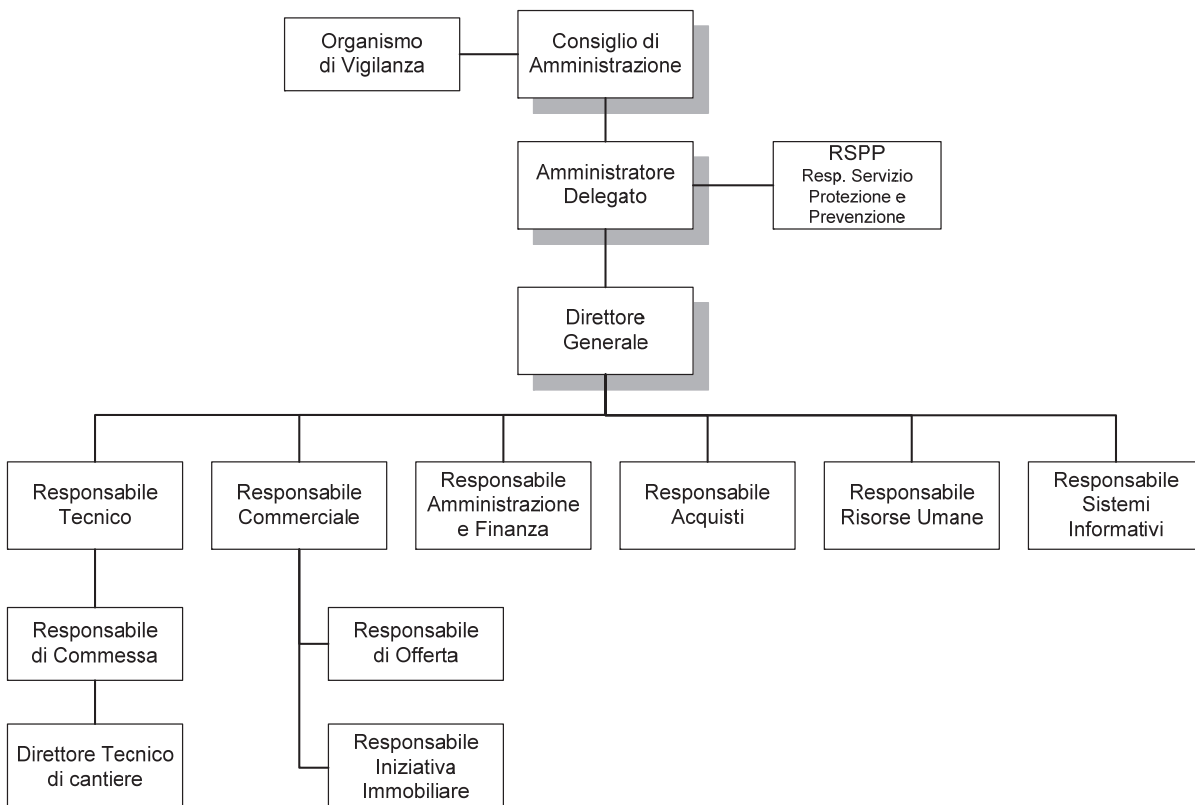 Organismo
di Vigilanza
Consiglio di
Amministrazione
Amministratore
Delegato
RSPP
Resp. Servizio
Protezione e
Prevenzione
Direttore
Generale
Responsabile
Tecnico
Responsabile
Commerciale
Responsabile
Amministrazione
e Finanza
Responsabile
Acquisti
Responsabile
Risorse Umane
Responsabile
Sistemi
Informativi
Responsabile
di Commessa
Responsabile
di Offerta
Direttore Tecnico
di cantiere
Responsabile
Iniziativa
Immobiliare